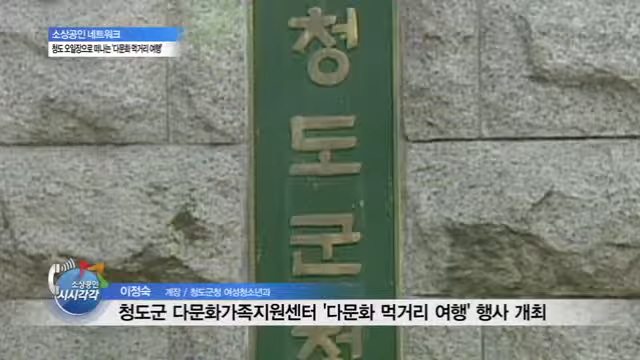 소상공인 네트워크
청도 오일장으로 떠나는 '다문화 먹거리 여행'
청
도
군
청
소상공인
시시각각
이정숙 계장 / 청도군청 여성청소년과
청도군 다문화가족지원센터 '다문화 먹거리 여행' 행사 개최